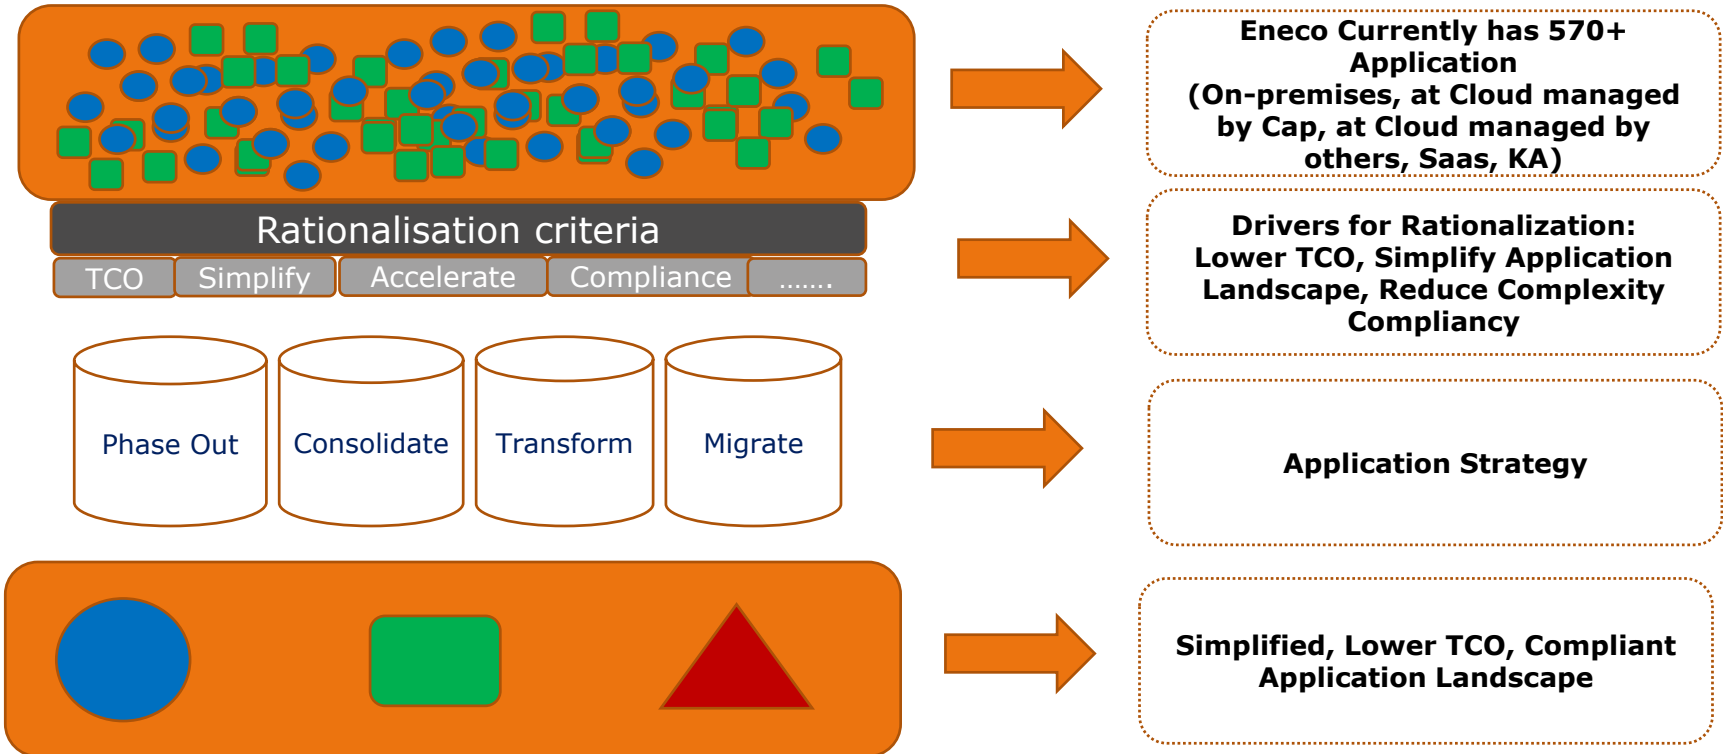 Eneco Currently has 570+
Application
(On-premises, at Cloud managed
by Cap, at Cloud managed by
others, Saas, KA)
Rationalisation criteria
TCO
Simplify
Accelerate
Compliance
.......
Drivers for Rationalization:
Lower TCO, Simplify Application
Landscape, Reduce Complexity
Compliancy
Phase Out
Consolidate
Transform
Migrate
Application Strategy
Simplified, Lower TCO, Compliant
Application Landscape